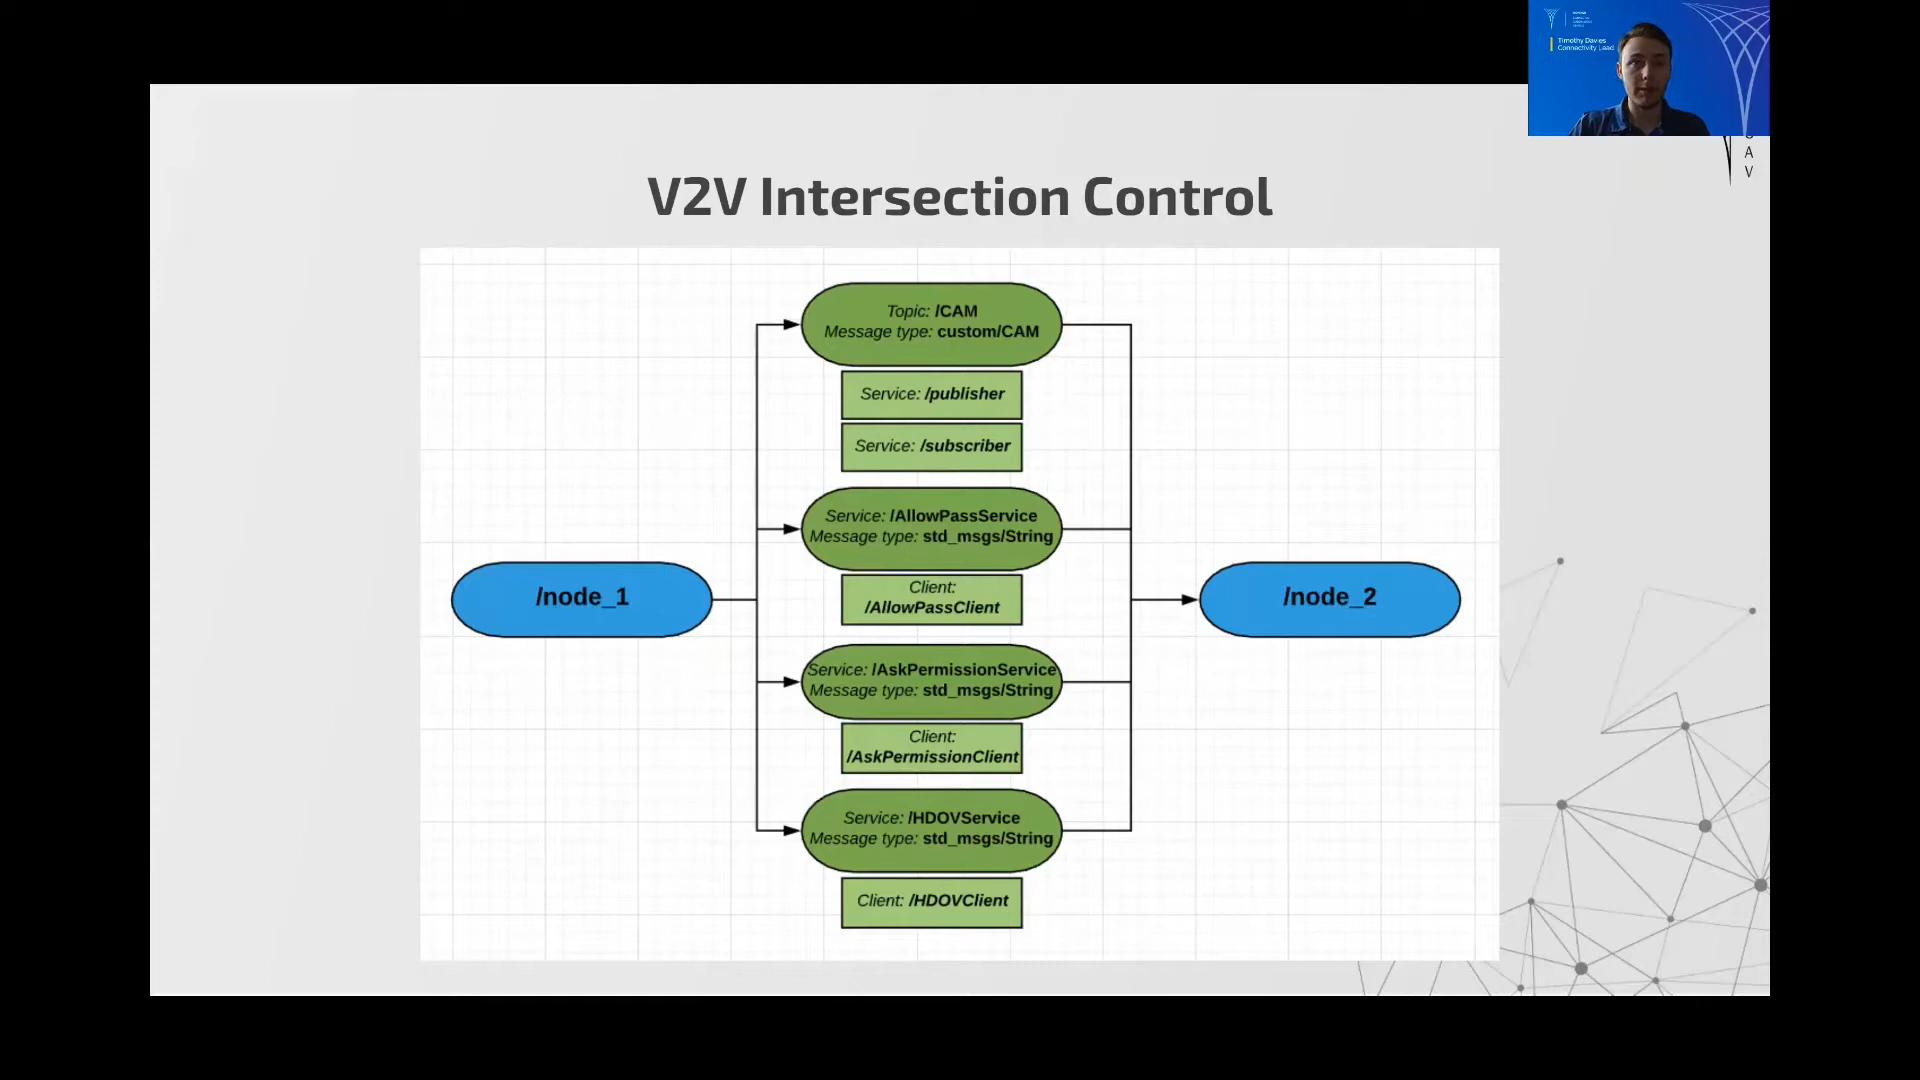 Timothy Davies
Connectivity Lead
A
V
V2V Intersection Control
Topic: /CAM
Message type: custom/CAM
Service: /publisher
Service: /subscriber
Service: /AllowPassService
Message type: std_msgs/String
Client:
/AllowPassClient
/node_1
/node_2
Service: /AskPermissionService
Message type: std_msgs/String
Client:
/AskPermissionClient
Service: /HDOVService
Message type: std_msgs/String
Client: /HDOVClient